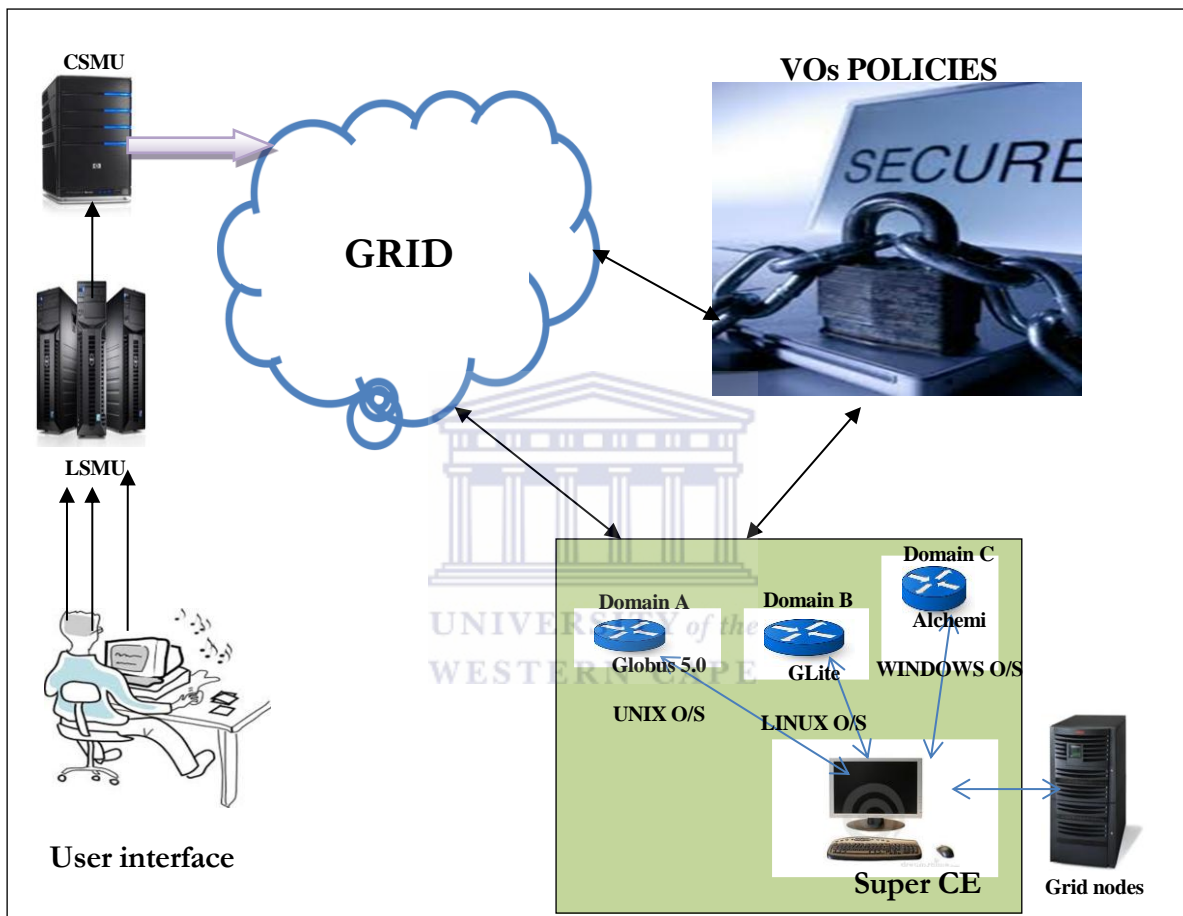 CSMU
VOs POLICIES
SECURE
GRID
LSMU
UNIVERSITY of the
WESTERN CAPE
Domain A
Globus 5.0
UNIX O/S
Domain B
GLite
LINUX O/S
Domain C
Alchemi
WINDOWS O/S
User interface
Super CE
Grid nodes